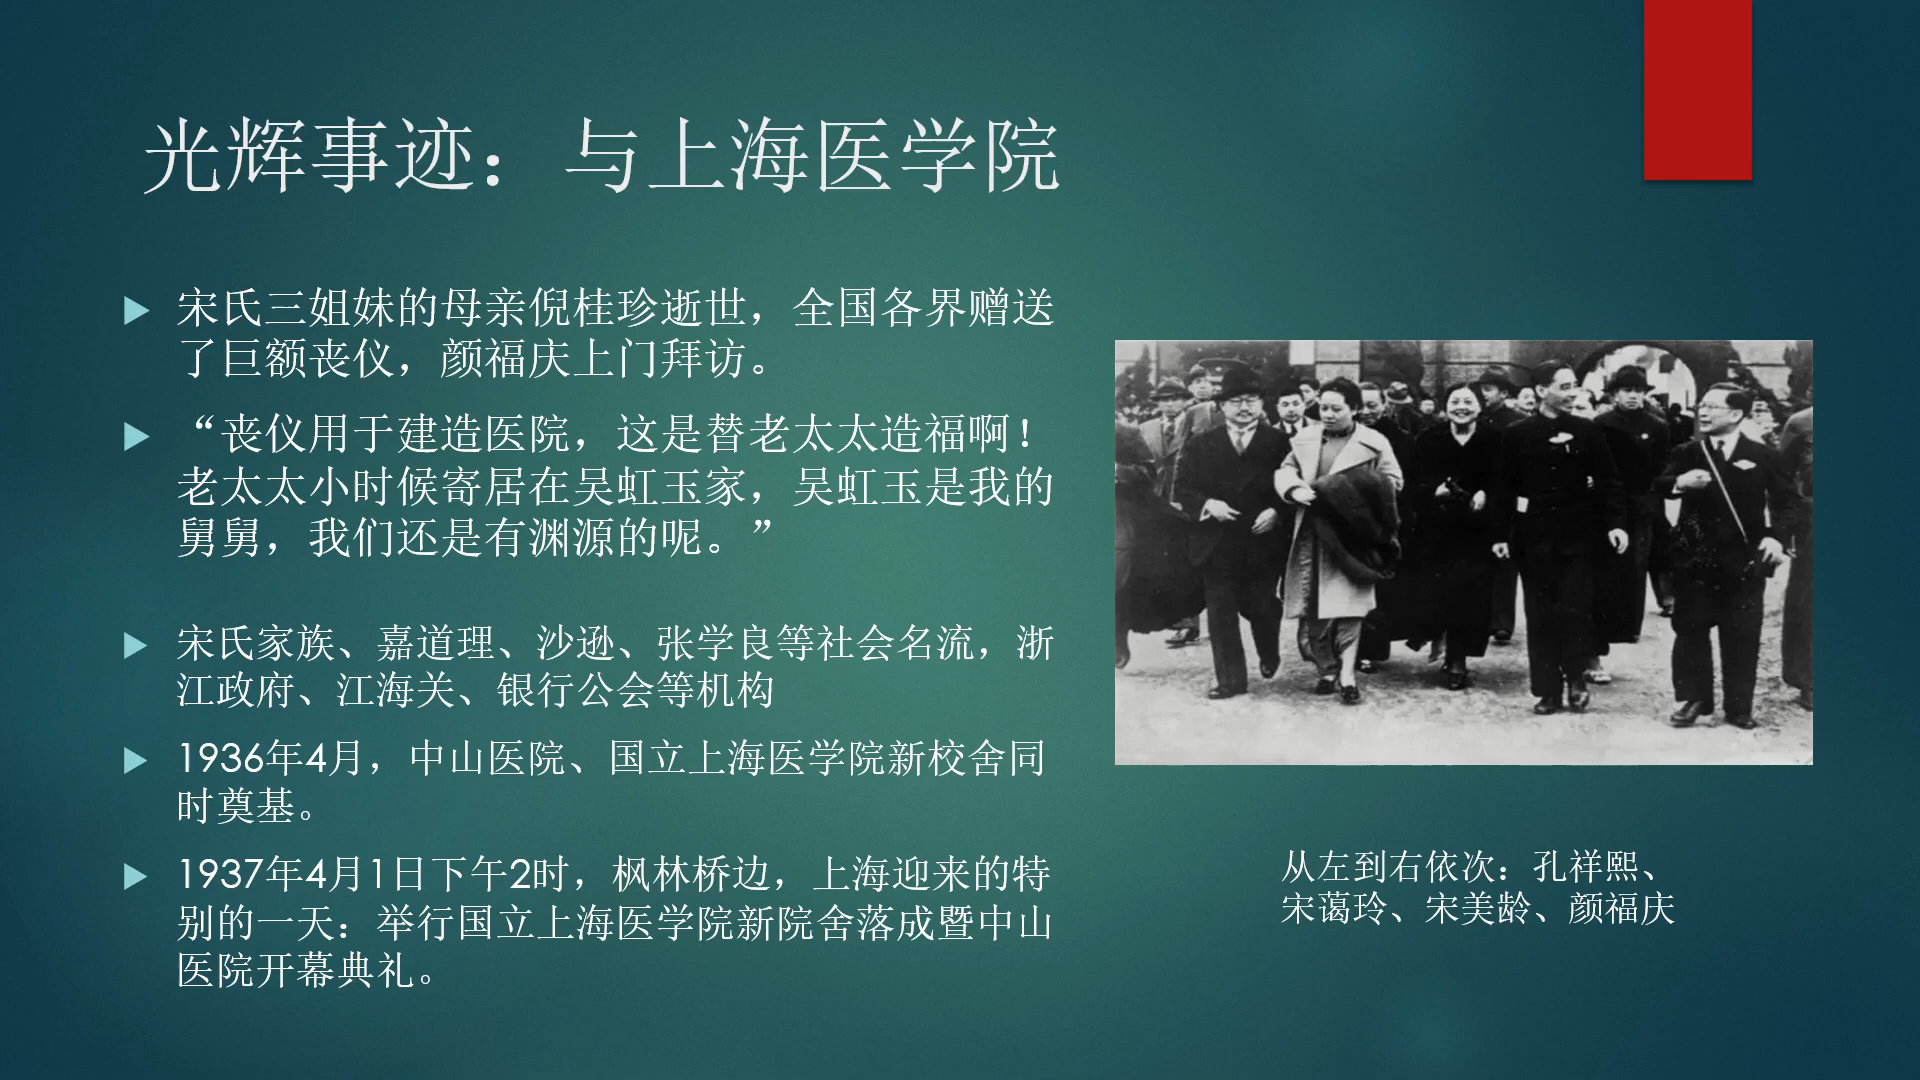 光辉事迹：与上海医学院
宋氏三姐妹的母亲倪桂珍逝世，全国各界赠送
了巨额丧仪，颜福庆上门拜访。
“丧仪用于建造医院，这是替老太太造福啊！
老太太小时候寄居在吴虹玉家，吴虹玉是我的
舅舅，我们还是有渊源的呢。”
宋氏家族、嘉道理、沙逊、张学良等社会名流，浙
江政府、江海关、银行公会等机构
1936年4月，中山医院、国立上海医学院新校舍同
时奠基。
1937年4月1日下午2时，枫林桥边，上海迎来的特
别的一天：举行国立上海医学院新院舍落成暨中山
医院开幕典礼。
从左到右依次：孔祥熙、
宋蔼玲、宋美龄、颜福庆